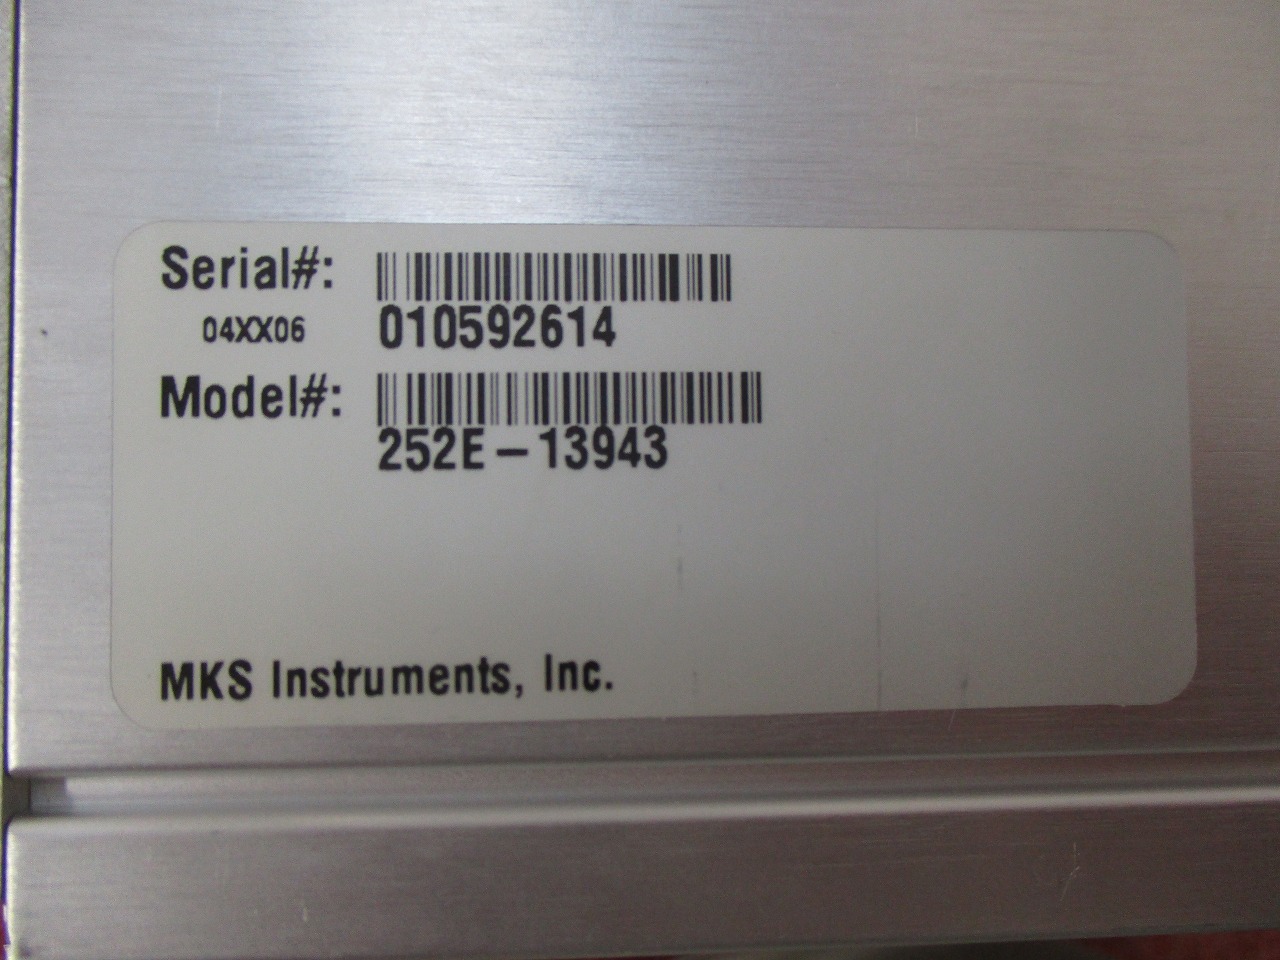 Serial#:
04XX06 010592614
Model#:
252E-13943
MKS Instruments, Inc.